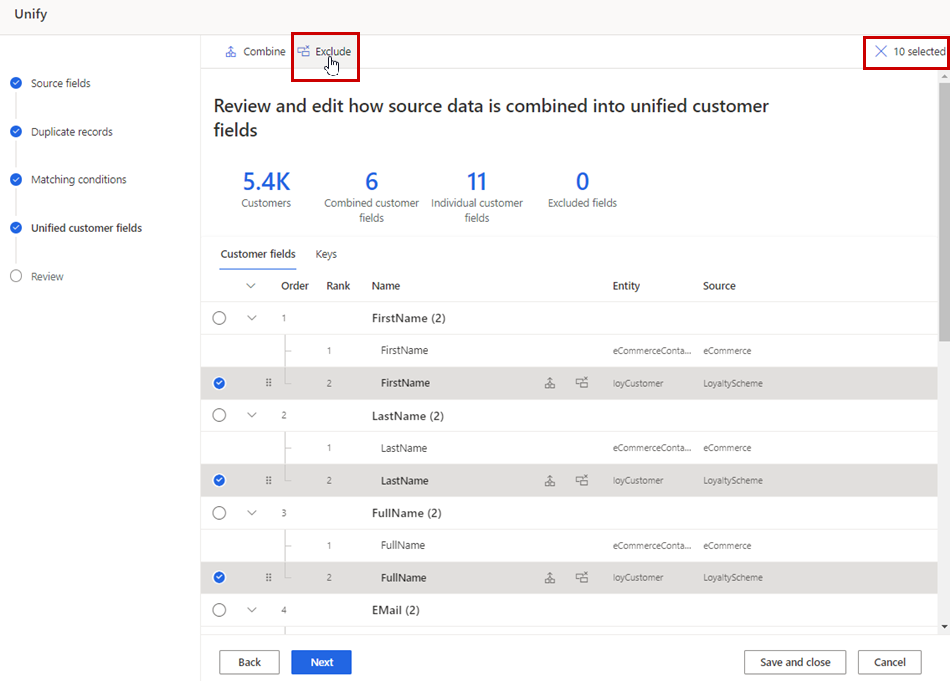 Unify
Combine
Exclude
10 selected
Source fields
Duplicate records
Matching conditions
Unified customer fields
Review
Review and edit how source data is combined into unified customer
fields
5.4K
Customers
6
Combined customer
fields
11
Individual customer
fields
0
Excluded fields
Customer fields Keys
Order Rank Name Entity Source
1 FirstName (2)
1 FirstName eCommerceConta... eCommerce
2 FirstName loyCustomer LoyaltyScheme
2 LastName (2)
1 LastName eCommerceConta... eCommerce
2 LastName loyCustomer LoyaltyScheme
3 FullName (2)
1 FullName eCommerceConta... eCommerce
2 FullName loyCustomer LoyaltyScheme
4 EMail (2)
Back Next Save and close Cancel